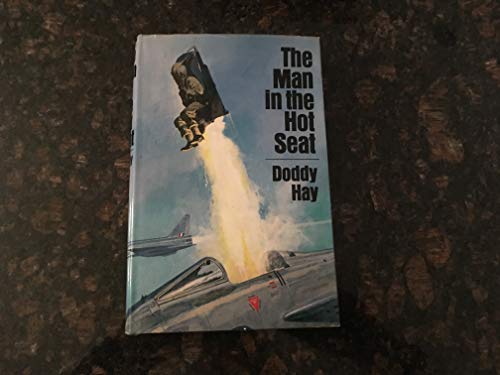 The
Man
in the
Hot
Seat
Doddy
Hay